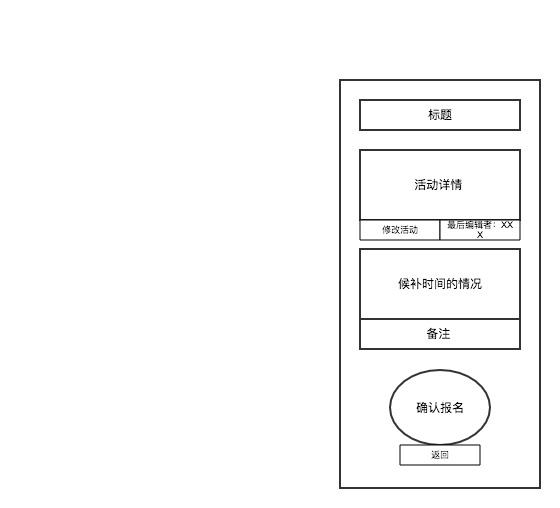 标题
活动详情
修改活动
最后编辑者：XX
X
候补时间的情况
备注
确认报名
返回